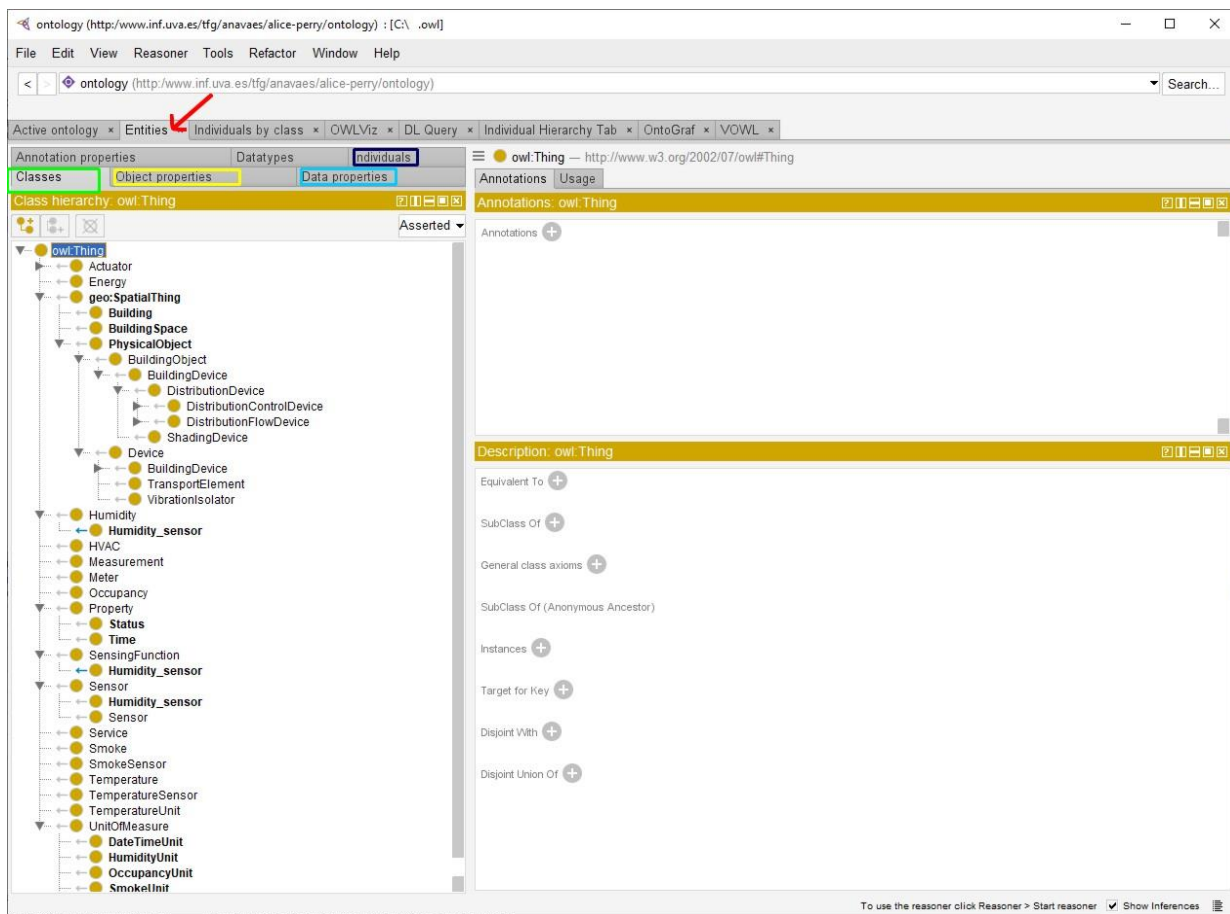 ontology (http:/www.inf.uva.es/tfg/anavaes/alice-perry/ontology) : [C:\ .owl]
File Edit View Reasoner Tools Refactor Window Help
< > ontology (http:/www.inf.uva.es/tfg/anavaes/alice-perry/ontology) Search...
Active ontology × Entities Individuals by class × OWLViz × DL Query × Individual Hierarchy Tab × OntoGraf × VOWL ×
Annotation properties Datatypes ndividuals
Classes Object properties Data properties
Class hierarchy: owl:Thing
Asserted
owl:Thing
Actuator
Energy
geo:SpatialThing
Building
BuildingSpace
PhysicalObject
BuildingObject
BuildingDevice
DistributionDevice
DistributionControlDevice
DistributionFlowDevice
ShadingDevice
Device
BuildingDevice
TransportElement
VibrationIsolator
Humidity
Humidity_sensor
HVAC
Measurement
Meter
Occupancy
Property
Status
Time
SensingFunction
Humidity_sensor
Sensor
Humidity_sensor
Sensor
Service
Smoke
SmokeSensor
Temperature
TemperatureSensor
TemperatureUnit
UnitOfMeasure
DateTimeUnit
HumidityUnit
OccupancyUnit
SmokeUnit
owl:Thing — http://www.w3.org/2002/07/owl#Thing
Annotations Usage
Annotations: owl:Thing
Annotations
Description: owl:Thing
Equivalent To
SubClass Of
General class axioms
SubClass Of (Anonymous Ancestor)
Instances
Target for Key
Disjoint With
Disjoint Union Of
To use the reasoner click Reasoner > Start reasoner Show Inferences